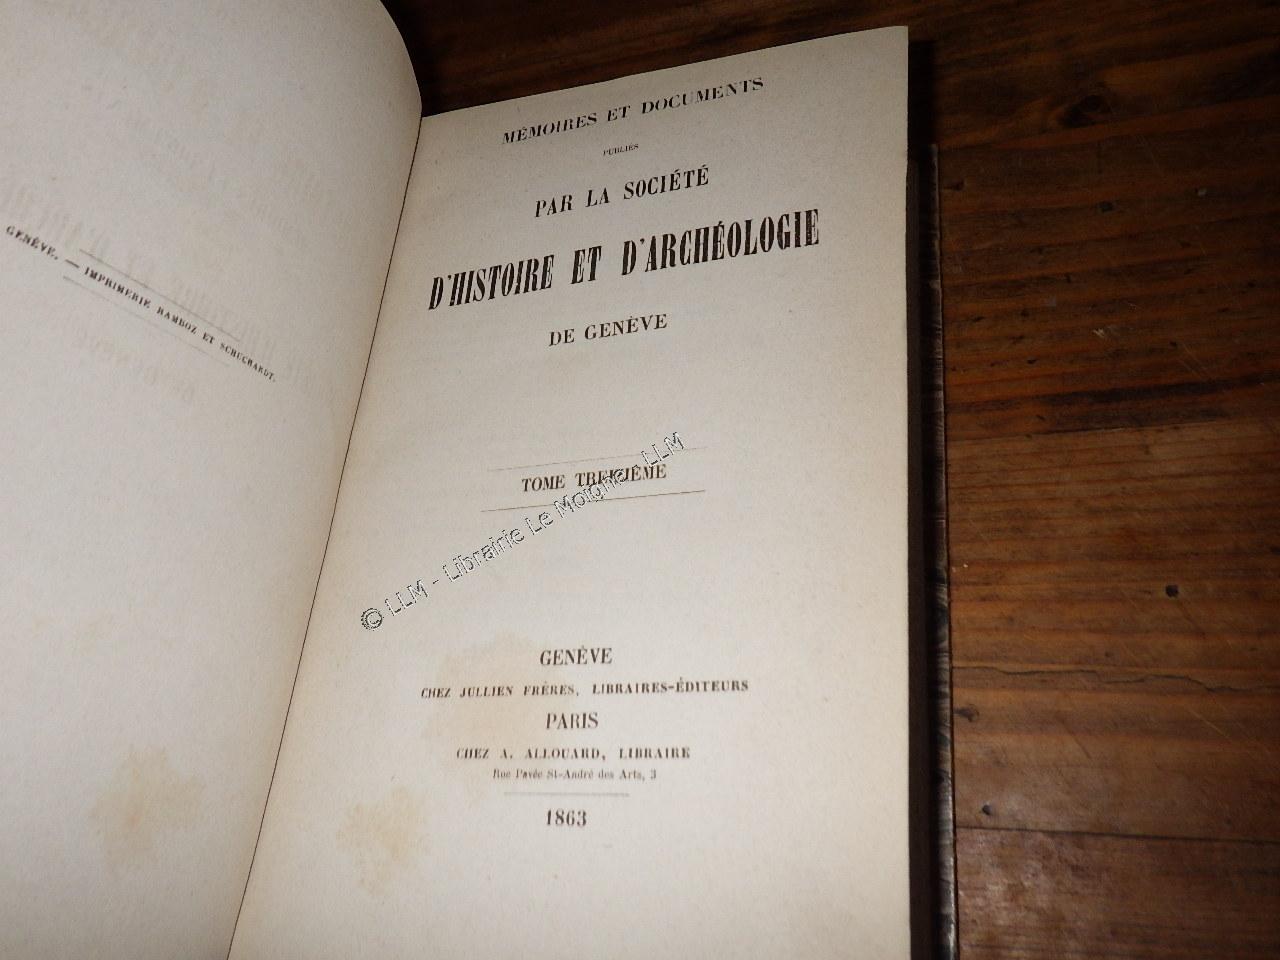 GENÈVE. — IMPRIMERIE RAMBOZ ET SCHUCHARDT.
MÉMOIRES ET DOCUMENTS
PUBLIÉS
PAR LA SOCIÉTÉ
D'HISTOIRE ET D'ARCHÉOLOGIE
DE GENÈVE
TOME TREIZIÈME
© LLM - Librairie Le Moigne - LLM
GENÈVE
CHEZ JULLIEN FRÈRES, LIBRAIRES-ÉDITEURS
PARIS
CHEZ A. ALLOUARD, LIBRAIRE
Rue Pavée St-André des Arts, 3
1863